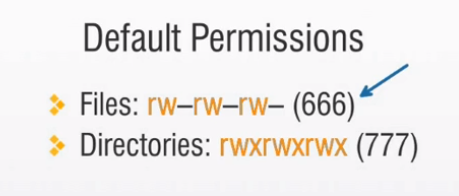 Default Permissions
Files: rw–rw–rw– (666)
Directories: rwxrwxrwx (777)